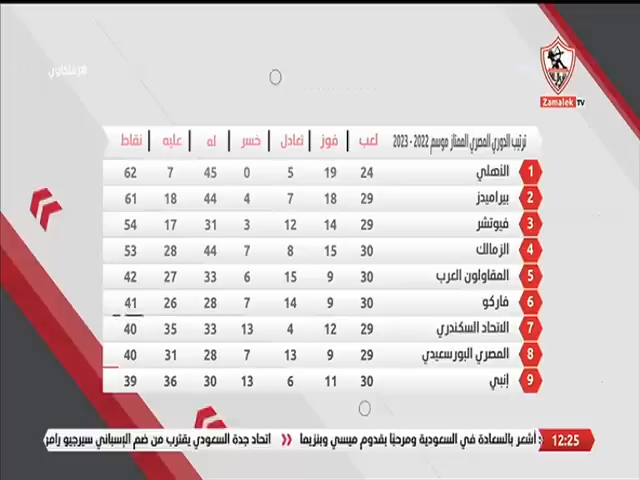 #زملكاوي
Zamalek TV
ترتيب الدوري المصري الممتاز موسم 2022 - 2023 | لعب | فوز | تعادل | خسر | له | عليه | نقاط
1 الأهلي 24 19 5 0 45 7 62
2 بيراميدز 29 18 7 4 44 18 61
3 فيوتشر 29 14 12 3 31 17 54
4 الزمالك 30 15 8 7 44 28 53
5 المقاولون العرب 30 9 15 6 33 27 42
6 فاركو 30 9 14 7 28 26 41
7 الاتحاد السكندري 29 12 4 13 33 35 40
8 المصري البورسعيدي 29 9 13 7 28 31 40
9 إنبي 30 11 6 13 30 36 39
12:25 : أشعر بالسعادة في السعودية ومرحبًا بقدوم ميسي وبنزيما » اتحاد جدة السعودي يقترب من ضم الإسباني سيرجيو رامو